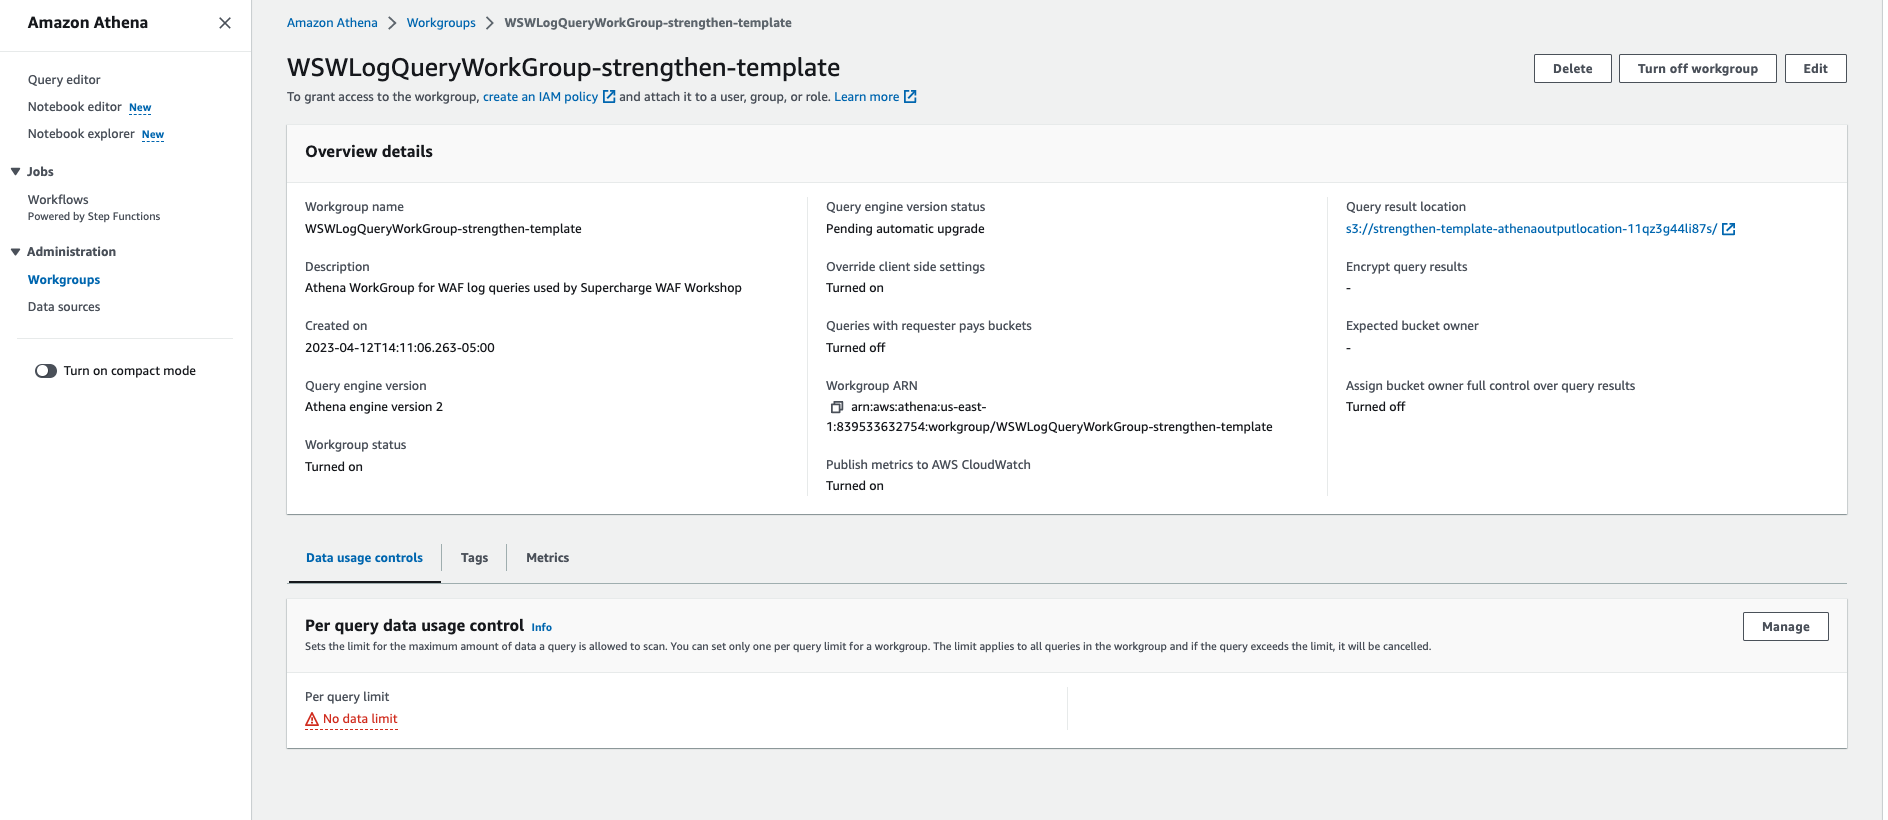 Amazon Athena
Query editor
Notebook editor New
Notebook explorer New
Jobs
Workflows
Powered by Step Functions
Administration
Workgroups
Data sources
Turn on compact mode
Amazon Athena > Workgroups > WSWLogQueryWorkGroup-strengthen-template
WSWLogQueryWorkGroup-strengthen-template
To grant access to the workgroup, create an IAM policy and attach it to a user, group, or role. Learn more
Delete
Turn off workgroup
Edit
Overview details
Workgroup name
WSWLogQueryWorkGroup-strengthen-template
Description
Athena WorkGroup for WAF log queries used by Supercharge WAF Workshop
Created on
2023-04-12T14:11:06.263-05:00
Query engine version
Athena engine version 2
Workgroup status
Turned on
Query engine version status
Pending automatic upgrade
Override client side settings
Turned on
Queries with requester pays buckets
Turned off
Workgroup ARN
arn:aws:athena:us-east-
1:839533632754:workgroup/WSWLogQueryWorkGroup-strengthen-template
Publish metrics to AWS CloudWatch
Turned on
Query result location
s3://strengthen-template-athenaoutputlocation-11qz3g44li87s/
Encrypt query results
-
Expected bucket owner
-
Assign bucket owner full control over query results
Turned off
Data usage controls
Tags
Metrics
Per query data usage control Info
Sets the limit for the maximum amount of data a query is allowed to scan. You can set only one per query limit for a workgroup. The limit applies to all queries in the workgroup and if the query exceeds the limit, it will be cancelled.
Manage
Per query limit
No data limit